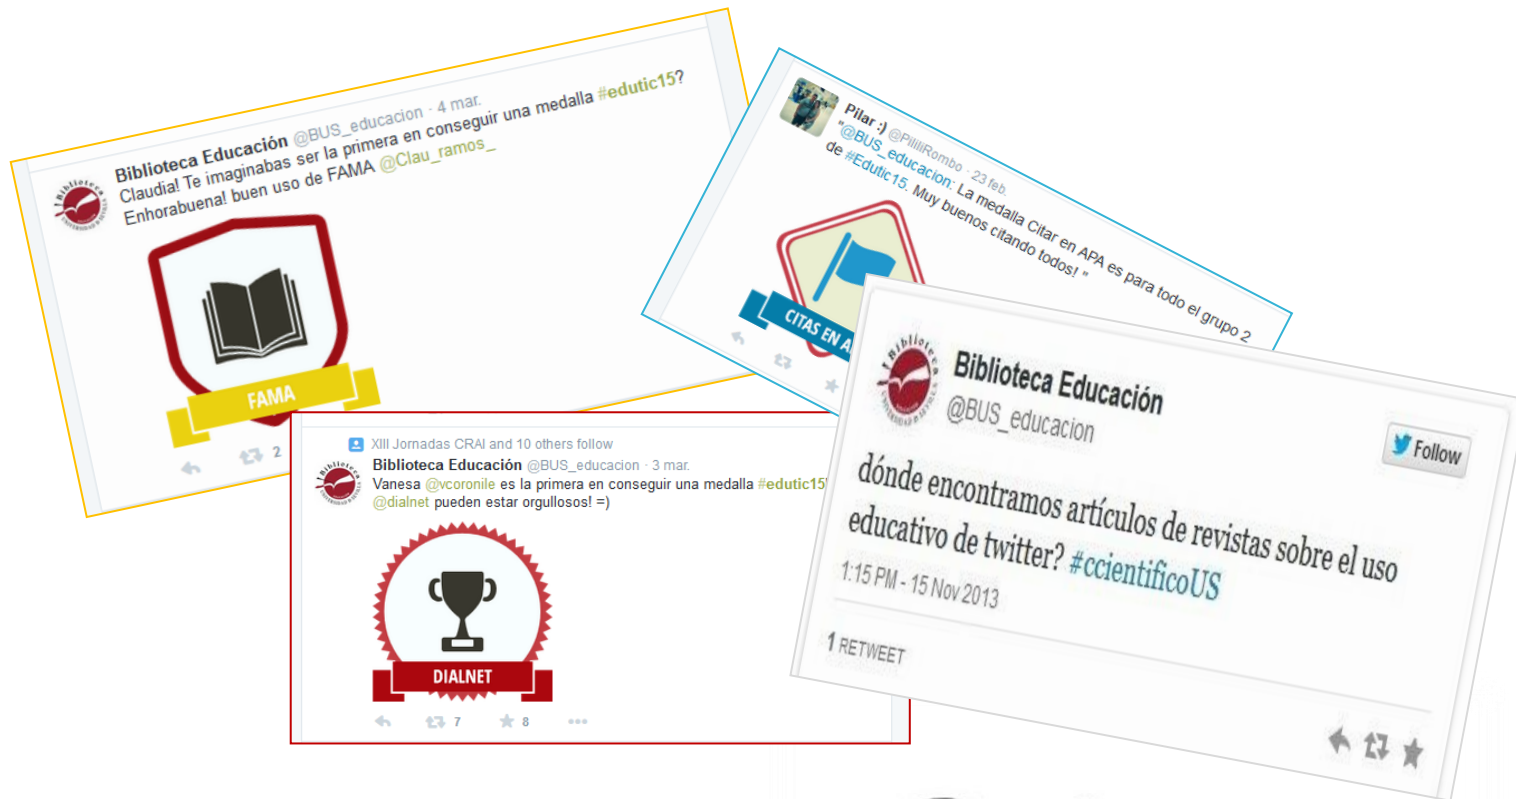 Biblioteca Educación @BUS_educacion · 4 mar.
Claudia! Te imaginabas ser la primera en conseguir una medalla #edutic15?
Enhorabuena! buen uso de FAMA @Clau_ramos_
FAMA
2
Pilar :) @PililiRombo · 23 feb.
"@BUS_educacion: La medalla Citar en APA es para todo el grupo 2
de #Edutic15. Muy buenos citando todos! "
CITAS EN A
XIII Jornadas CRAI and 10 others follow
Biblioteca Educación @BUS_educacion · 3 mar.
Vanesa @vcoronile es la primera en conseguir una medalla #edutic15!
@dialnet pueden estar orgullosos! =)
DIALNET
7 8
Biblioteca Educación
@BUS_educacion
Follow
dónde encontramos artículos de revistas sobre el uso
educativo de twitter? #ccientificoUS
1:15 PM - 15 Nov 2013
1 RETWEET